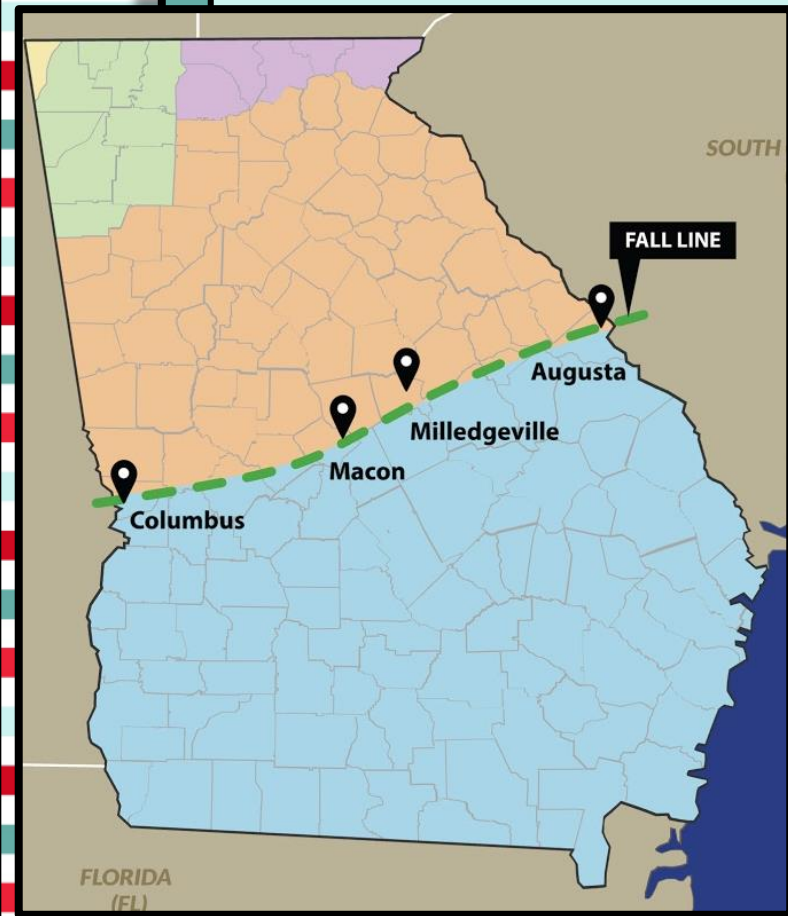 SOUTH
FALL LINE
Augusta
Milledgeville
Macon
Columbus
FLORIDA
(FL)